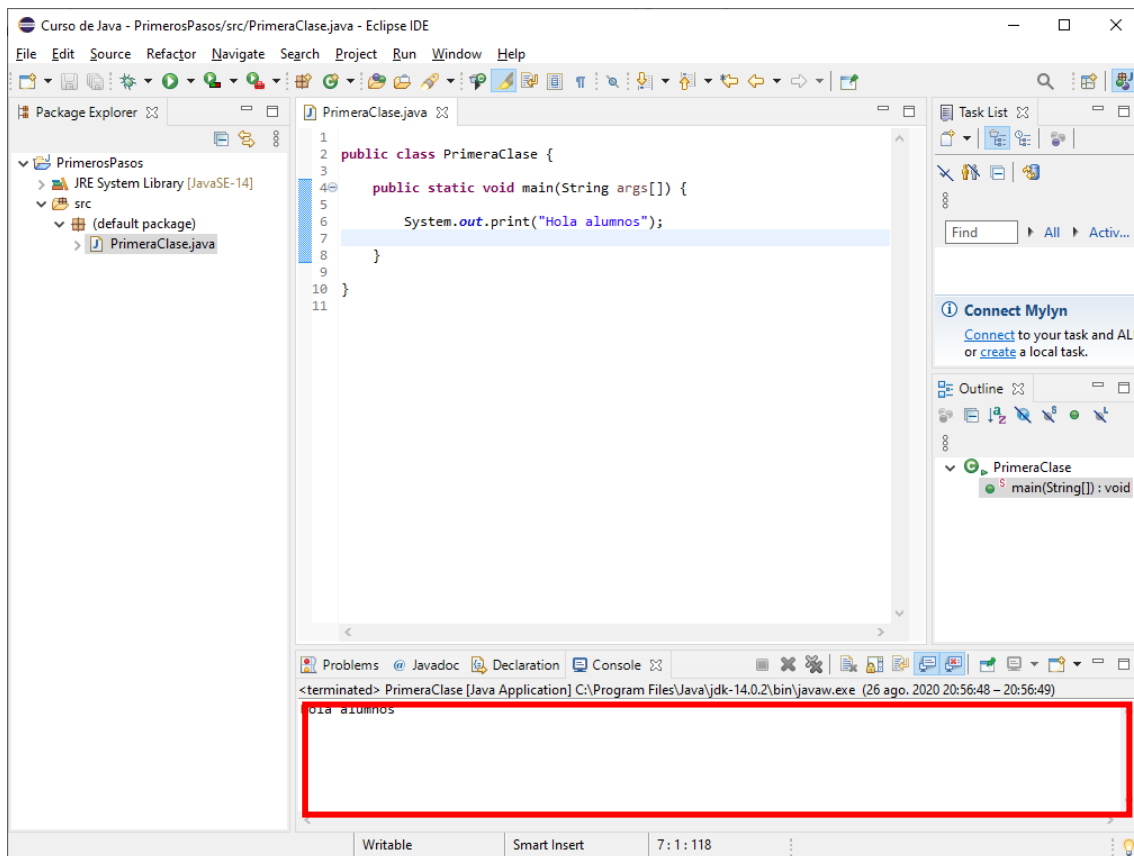 Curso de Java - PrimerosPasos/src/PrimeraClase.java - Eclipse IDE
File Edit Source Refactor Navigate Search Project Run Window Help
Package Explorer
PrimerosPasos
JRE System Library [JavaSE-14]
src
(default package)
PrimeraClase.java
PrimeraClase.java
1
2 public class PrimeraClase {
3
4 public static void main(String args[]) {
5
6 System.out.print("Hola alumnos");
7
8 }
9
10 }
11
Task List
Find All Activ...
Connect Mylyn
Connect to your task and AL
or create a local task.
Outline
PrimeraClase
main(String[]) : void
Problems @ Javadoc Declaration Console
<terminated> PrimeraClase [Java Application] C:\Program Files\Java\jdk-14.0.2\bin\javaw.exe (26 ago. 2020 20:56:48 – 20:56:49)
Hola alumnos
Writable Smart Insert 7 : 1 : 118